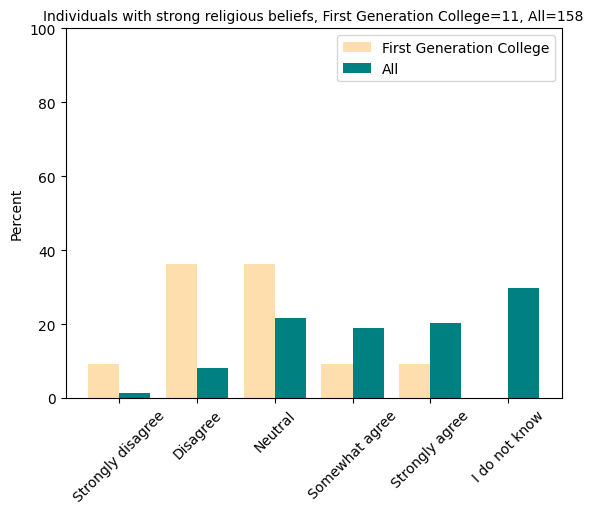 Individuals with strong religious beliefs, First Generation College=11, All=158
First Generation College
All
Percent
100
80
60
40
20
0
Strongly disagree
Disagree
Neutral
Somewhat agree
Strongly agree
I do not know